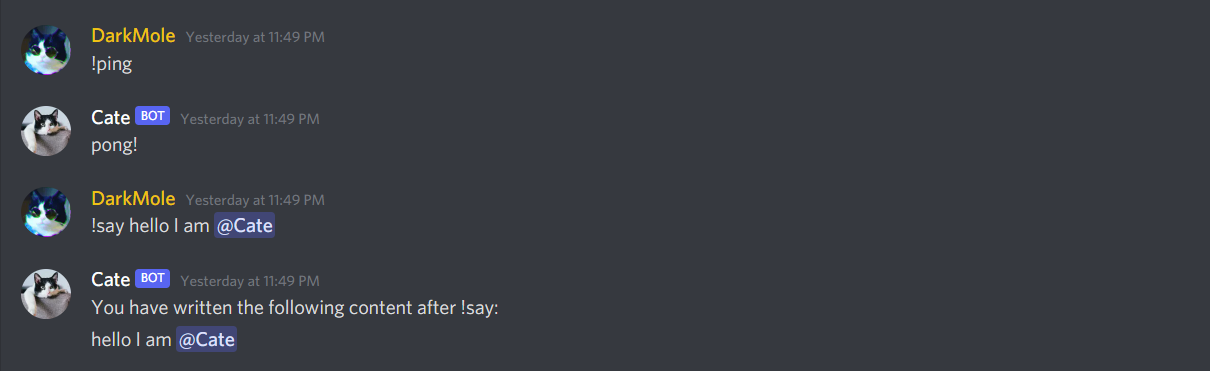 DarkMole Yesterday at 11:49 PM
!ping
Cate BOT Yesterday at 11:49 PM
pong!
DarkMole Yesterday at 11:49 PM
!say hello I am @Cate
Cate BOT Yesterday at 11:49 PM
You have written the following content after !say:
hello I am @Cate